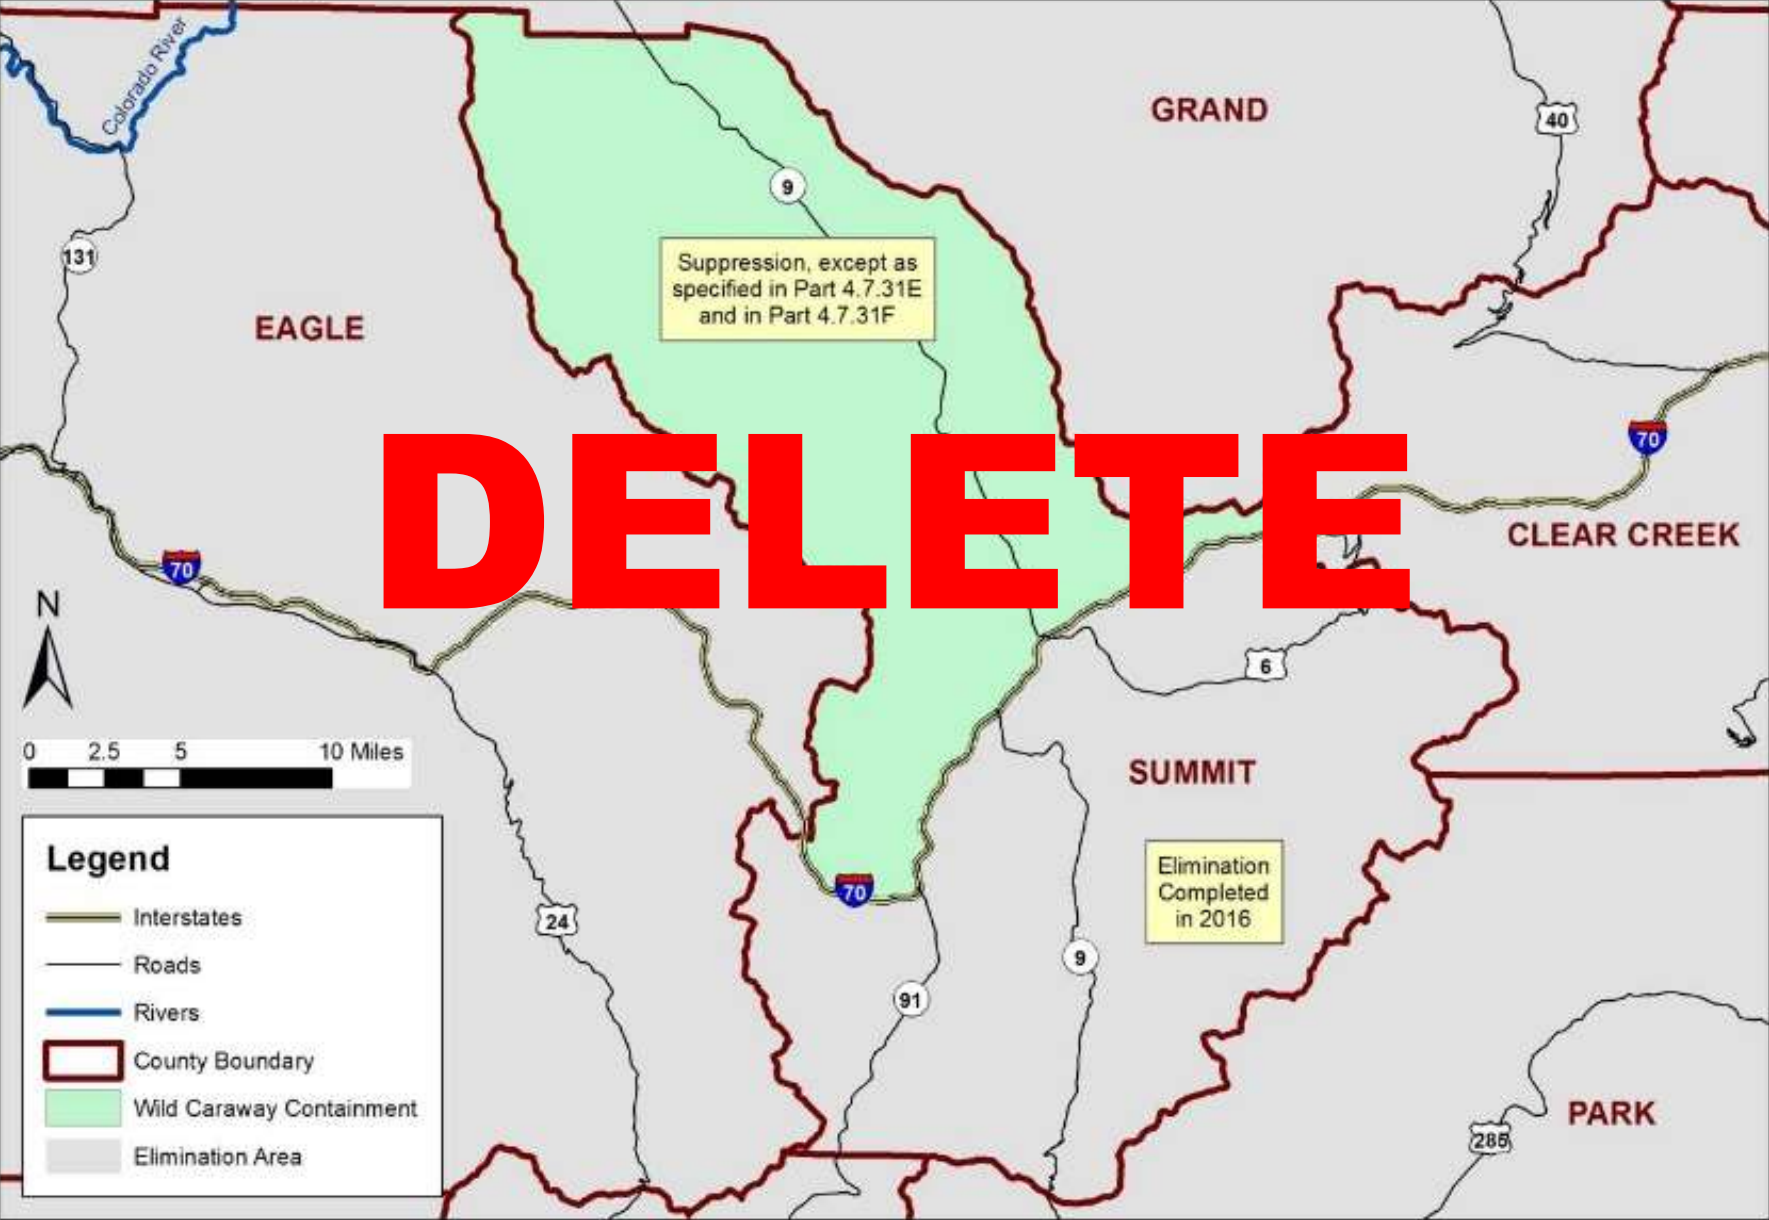 Colorado River
GRAND
40
9
131
Suppression, except as
specified in Part 4.7.31E
and in Part 4.7.31F
EAGLE
70
DELETE
CLEAR CREEK
70
N
6
0 2.5 5 10 Miles
SUMMIT
Legend
Interstates
Roads
Rivers
County Boundary
Wild Caraway Containment
Elimination Area
70
Elimination
Completed
in 2016
24
9
91
PARK
285